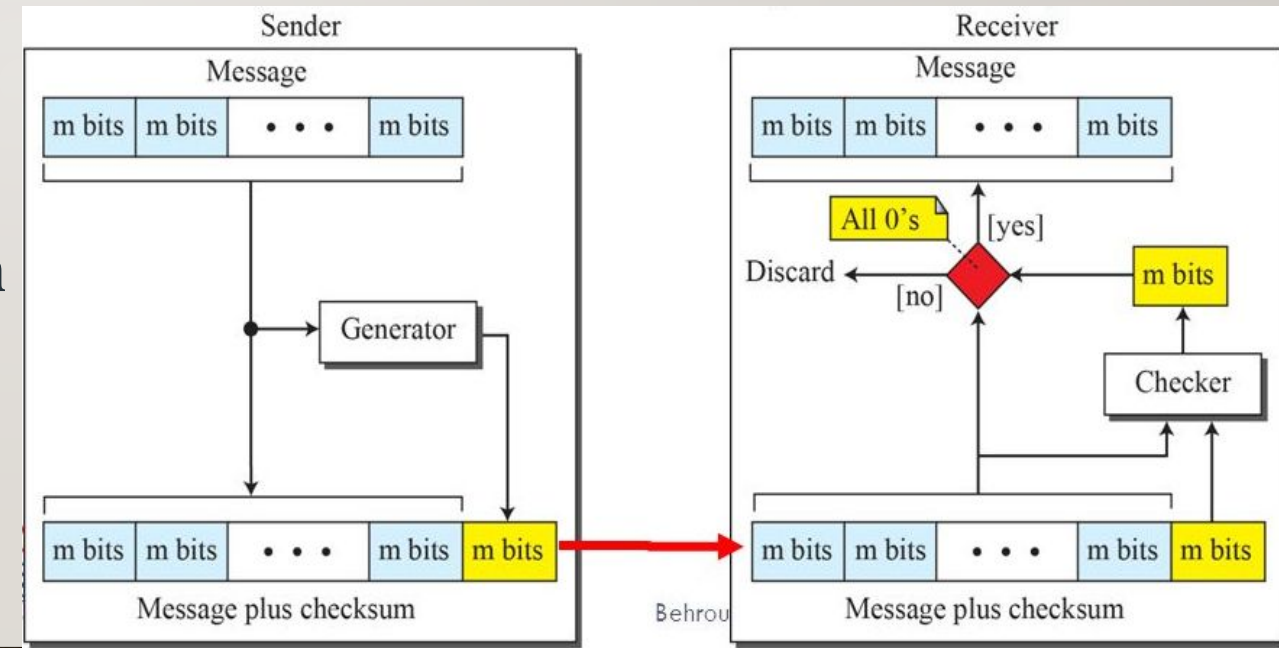 Sender
Message
m bits m bits • • • m bits
Generator
m bits m bits • • • m bits m bits
Message plus checksum
Receiver
Message
m bits m bits • • • m bits
All 0's
[yes]
Discard
[no]
m bits
Checker
m bits m bits • • • m bits m bits
Message plus checksum
Behrou